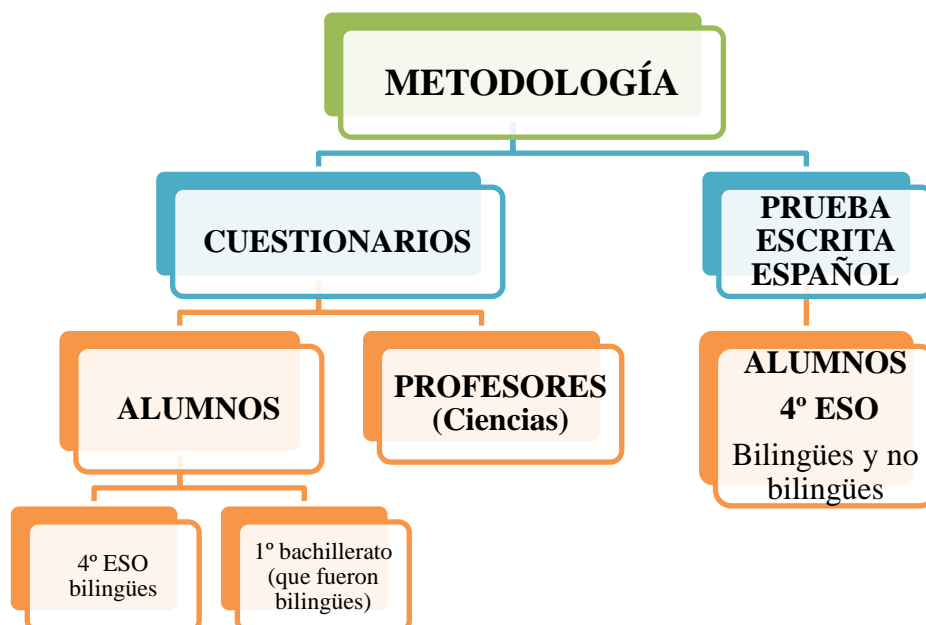 METODOLOGÍA
CUESTIONARIOS
PRUEBA
ESCRITA
ESPAÑOL
ALUMNOS
PROFESORES
(Ciencias)
ALUMNOS
4º ESO
Bilingües y no
bilingües
4º ESO
bilingües
1º bachillerato
(que fueron
bilingües)